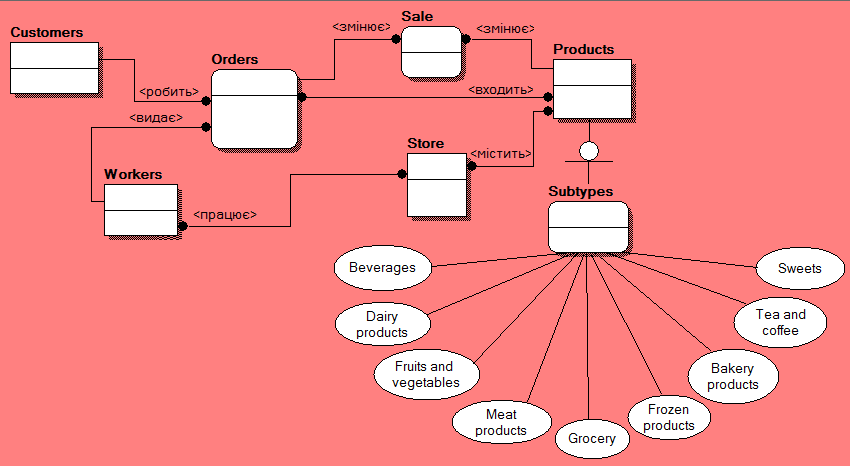 Sale
<змінює>
<змінює>
Customers
Orders
Products
<робить>
<входить>
<видає>
Store
<містить>
Workers
<працює>
Subtypes
Beverages
Sweets
Dairy
products
Tea and
coffee
Fruits and
vegetables
Bakery
products
Meat
products
Frozen
products
Grocery